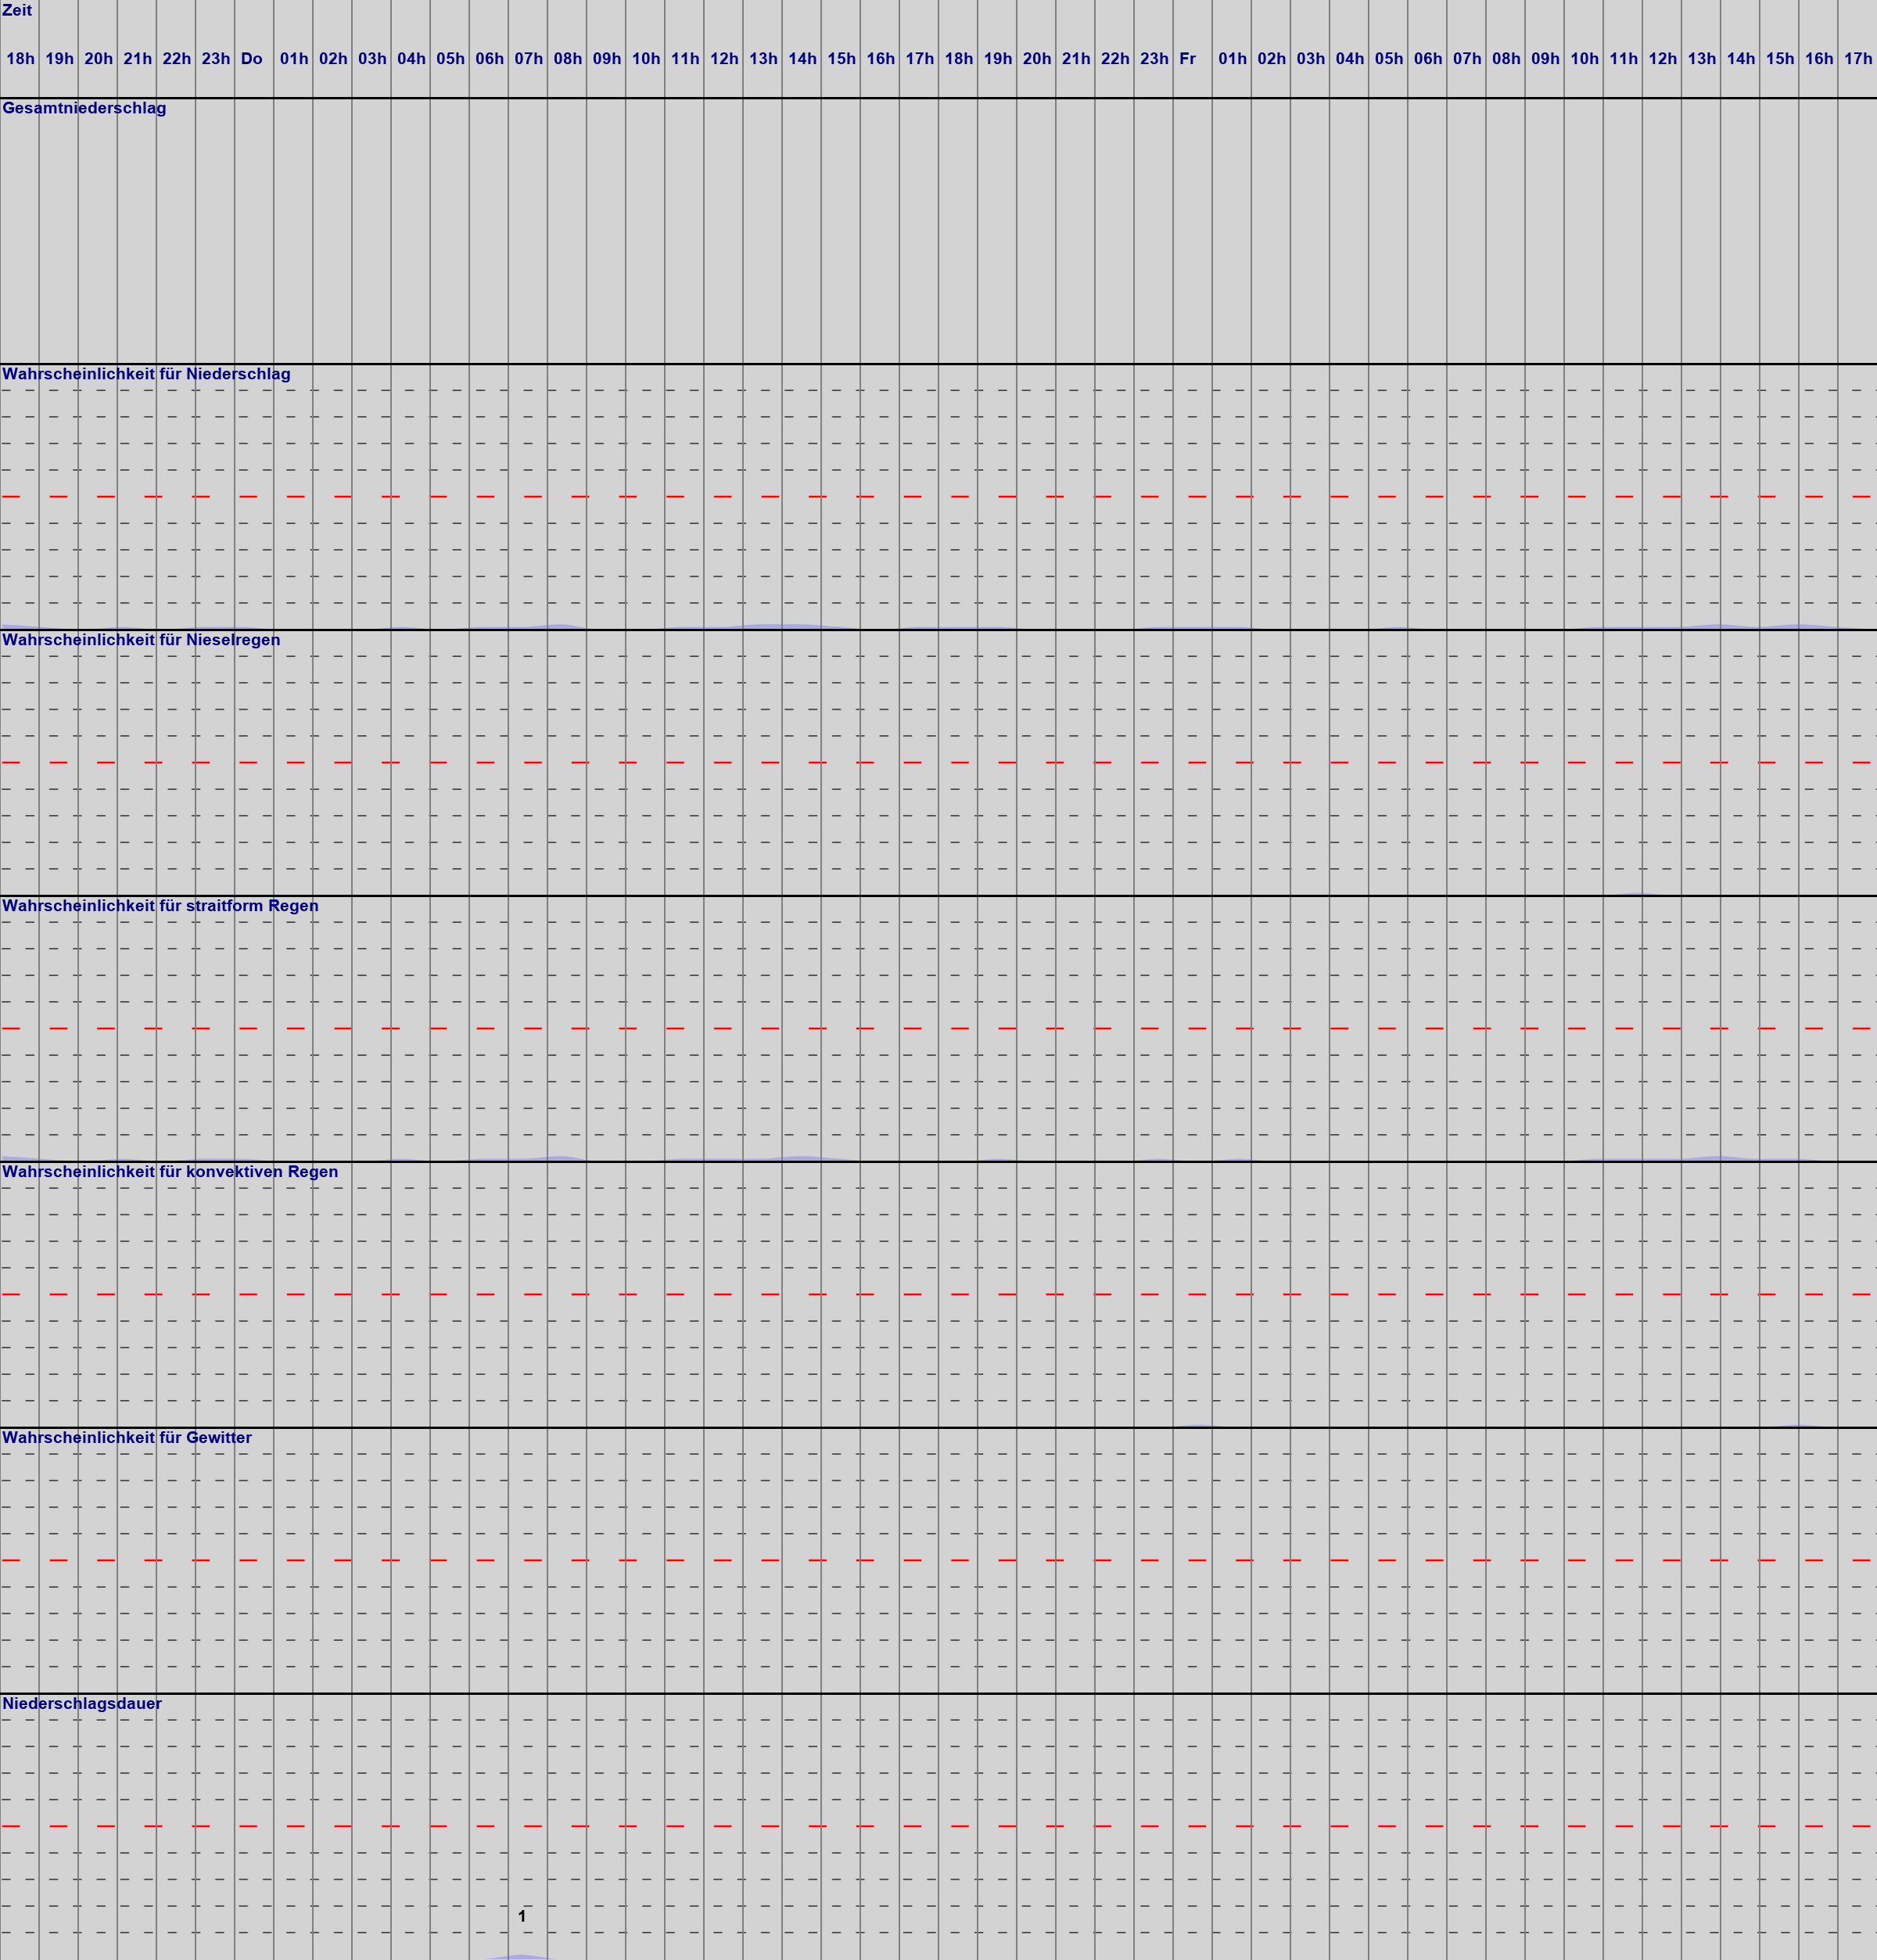 Zeit
18h 19h 20h 21h 22h 23h Do 01h 02h 03h 04h 05h 06h 07h 08h 09h 10h 11h 12h 13h 14h 15h 16h 17h 18h 19h 20h 21h 22h 23h Fr 01h 02h 03h 04h 05h 06h 07h 08h 09h 10h 11h 12h 13h 14h 15h 16h 17h
Gesamtniederschlag
Wahrscheinlichkeit für Niederschlag
Wahrscheinlichkeit für Nieselregen
Wahrscheinlichkeit für straitform Regen
Wahrscheinlichkeit für konvektiven Regen
Wahrscheinlichkeit für Gewitter
Niederschlagsdauer
1